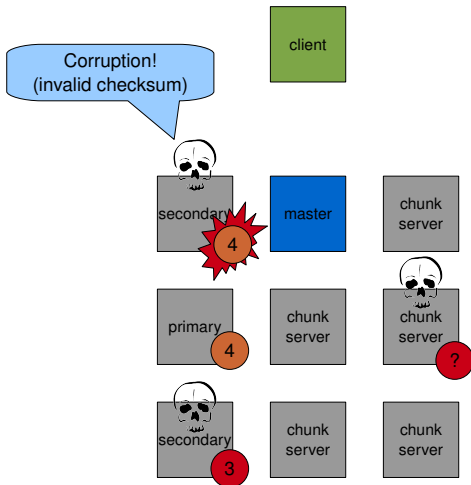 client
Corruption!
(invalid checksum)
secondary
4
master
chunk
server
primary
4
chunk
server
chunk
server
?
secondary
3
chunk
server
chunk
server